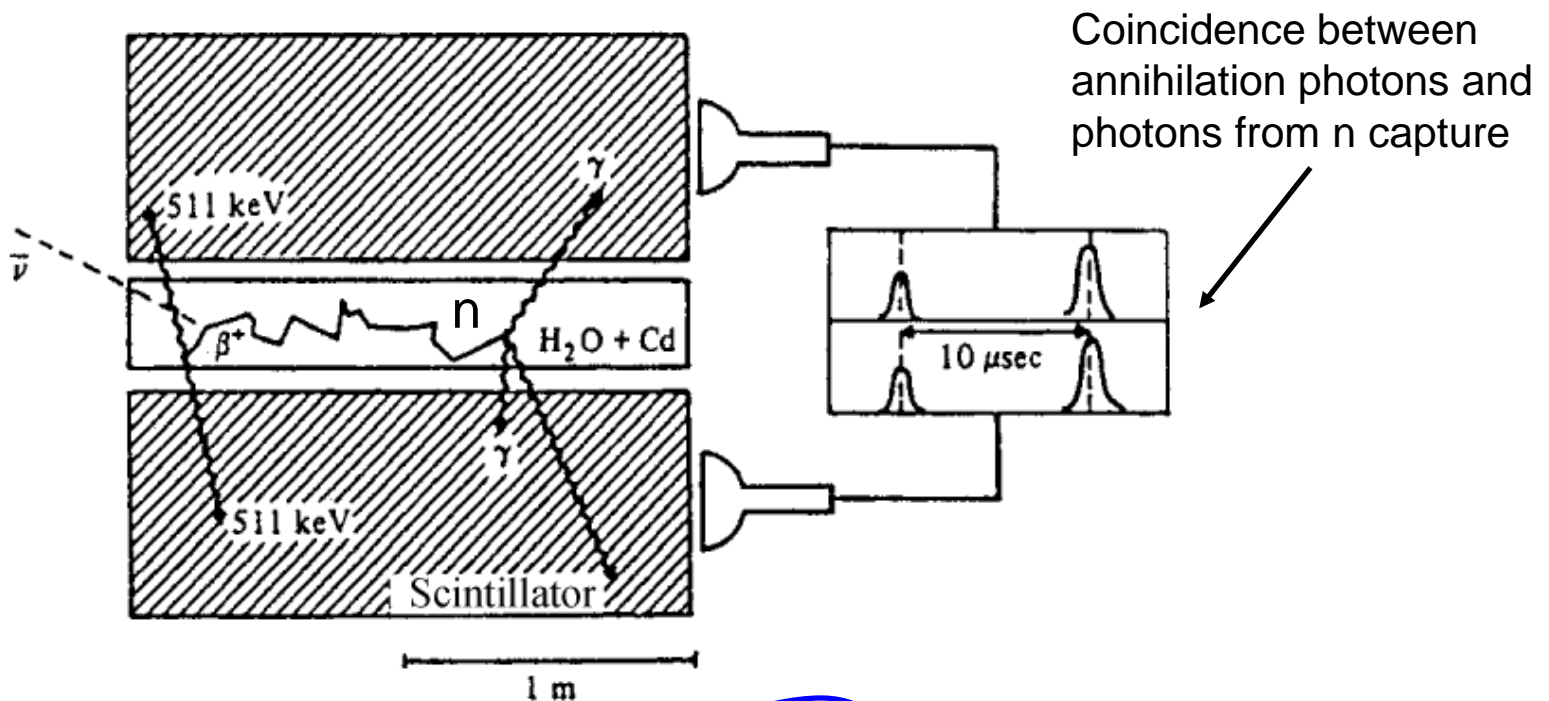 Coincidence between
annihilation photons and
photons from n capture
γ
511 keV
ν̄
n
β⁺
H₂O + Cd
10 μsec
γ
511 keV
Scintillator
1 m